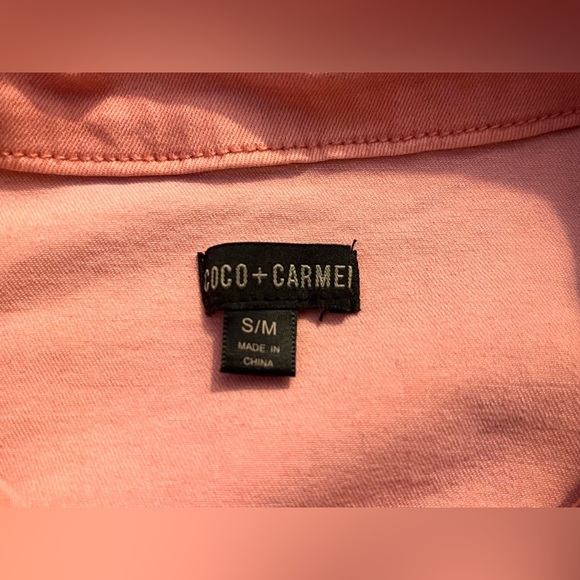 COCO + CARMEL
S/M
MADE IN
CHINA